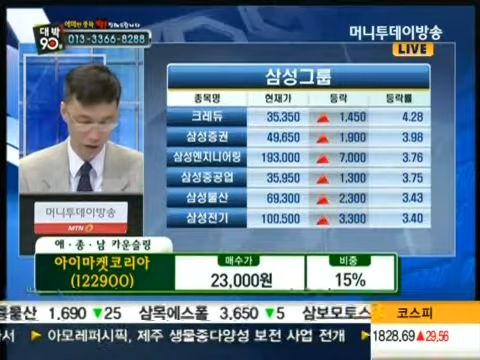 대박 90분
013-3366-8288
머니투데이방송
LIVE
삼성그룹
종목명 현재가 등락 등락률
크레듀 35,350 ▲ 1,450 4.28
삼성증권 49,650 ▲ 1,900 3.98
삼성엔지니어링 193,000 ▲ 7,000 3.76
삼성중공업 35,950 ▲ 1,300 3.75
삼성물산 69,300 ▲ 2,300 3.43
삼성전기 100,500 ▲ 3,300 3.40
머니투데이방송
MTN
애·종·남 카운슬링
아이마켓코리아
(122900)
매수가 비중
23,000원 15%
물산 1,690 ▼25 삼목에스폼 3,650 ▼5 삼보모토스
코스피
서 ▶ 아모레퍼시픽, 제주 생물종다양성 보전 사업 전개 ▶
1828.69▲29.56